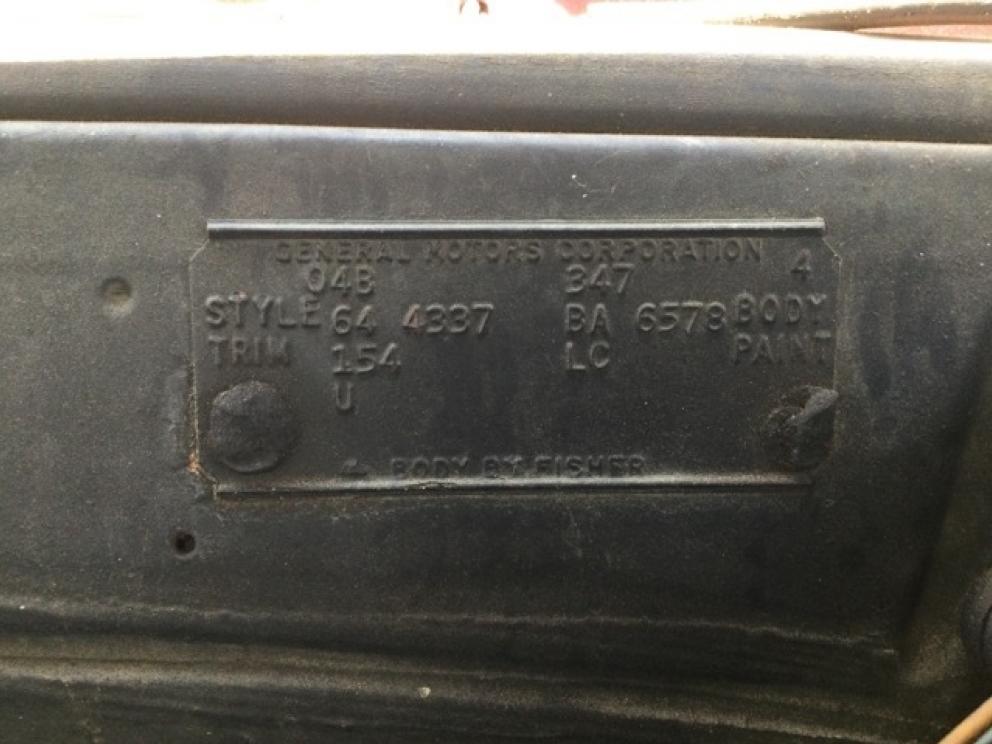 GENERAL MOTORS CORPORATION
04B 347 4
STYLE 64 4337 BA 6578 BODY
TRIM 154 LC PAINT
U
BODY BY FISHER